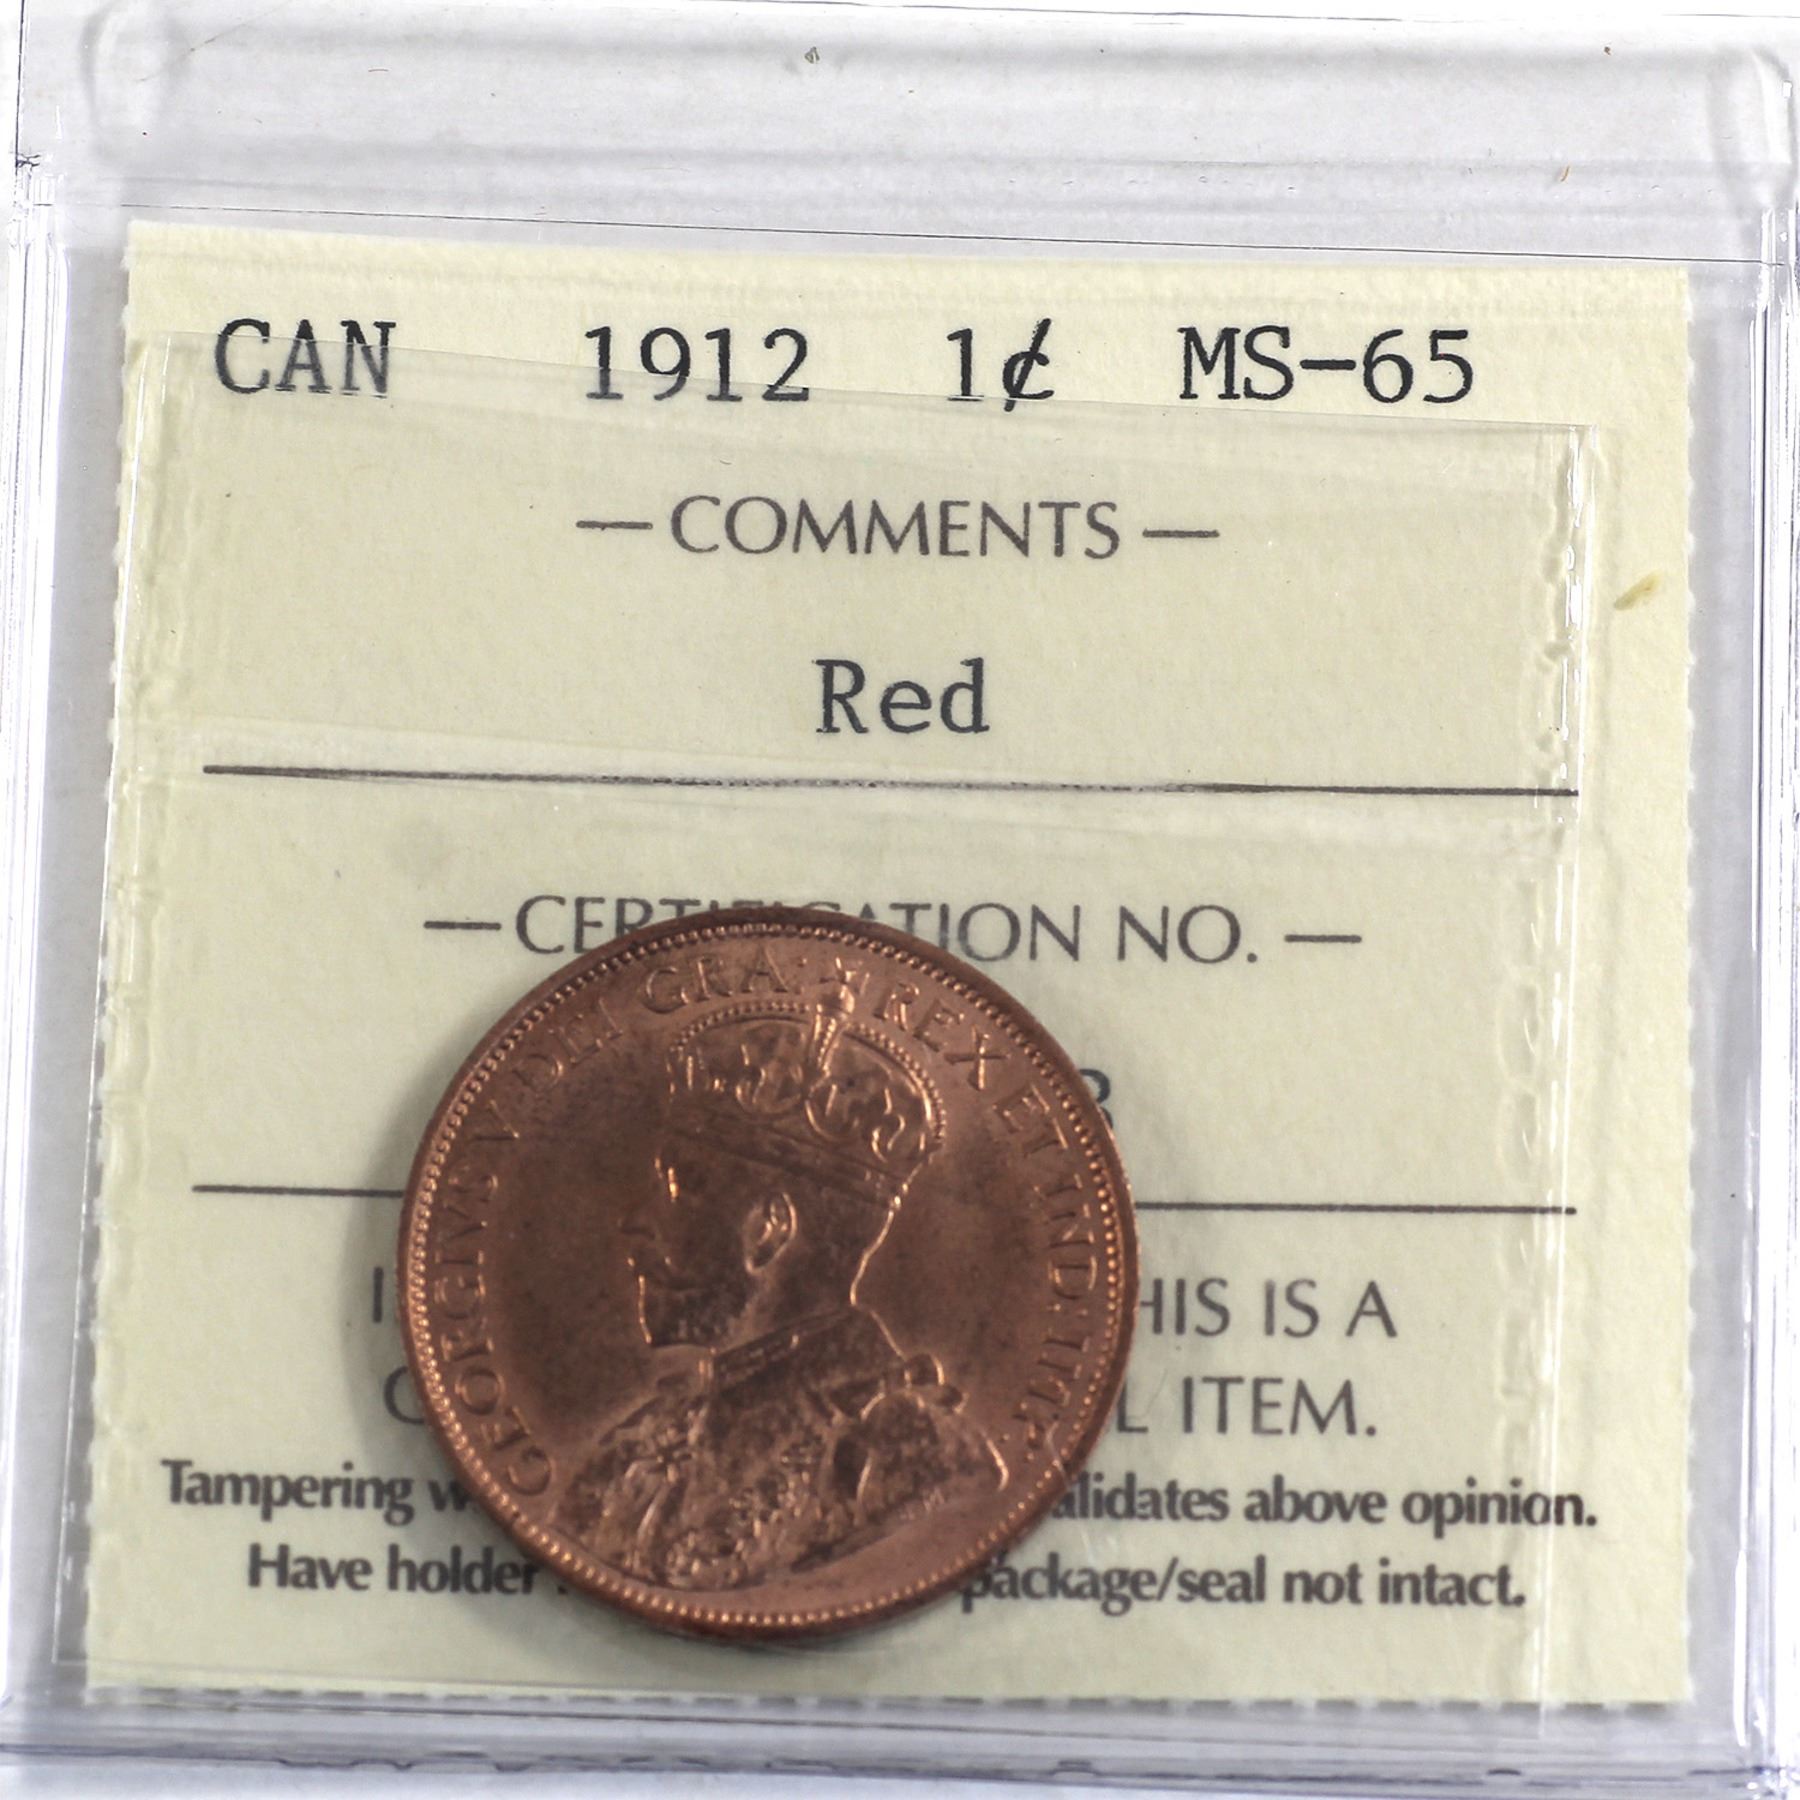 CAN 1912 1¢ MS-65
— COMMENTS —
Red
— CERTIFICATION NO. —
GEORGIVS V DEI GRA: REX ET IND: IMP:
HIS IS A
ITEM.
Tampering alidates above opinion.
Have holder package/seal not intact.